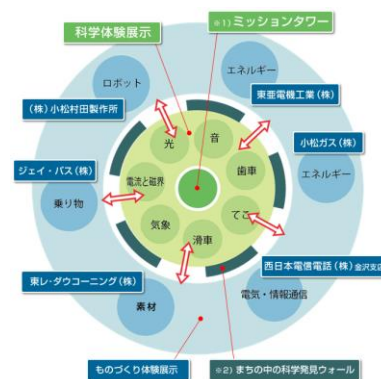 科学体験展示
※1)ミッションタワー
ロボット
エネルギー
東亜電機工業(株)
(株)小松村田製作所
光
音
小松ガス(株)
ジェイ・バス(株)
電流と磁界
歯車
エネルギー
乗り物
気象
滑車
てこ
西日本電信電話(株)金沢支店
東レ・ダウコーニング(株)
素材
電気・情報通信
ものづくり体験展示
※2)まちの中の科学発見ウォール